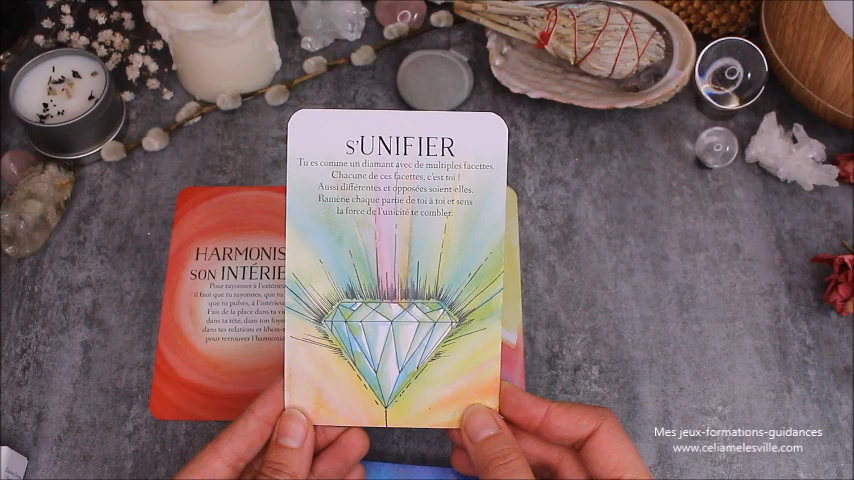 s'UNIFIER
Tu es comme un diamant avec de multiples facettes.
Chacune de ces facettes, c'est toi !
Aussi différentes et opposées soient-elles.
Ramène chaque partie de toi à toi et sens
la force de l'unicité te combler.
HARMONIS
SON INTÉRIE
Pour rayonner à l'extérieur
il faut que tu rayonnes, que tu
que tu pulses, à l'intérieur
Fais de la place dans ta vie
dans ta tête, dans ton
dans tes relations et libère
pour retrouver l'harmonie
Mes jeux-formations-guidances
www.celiamelesville.com